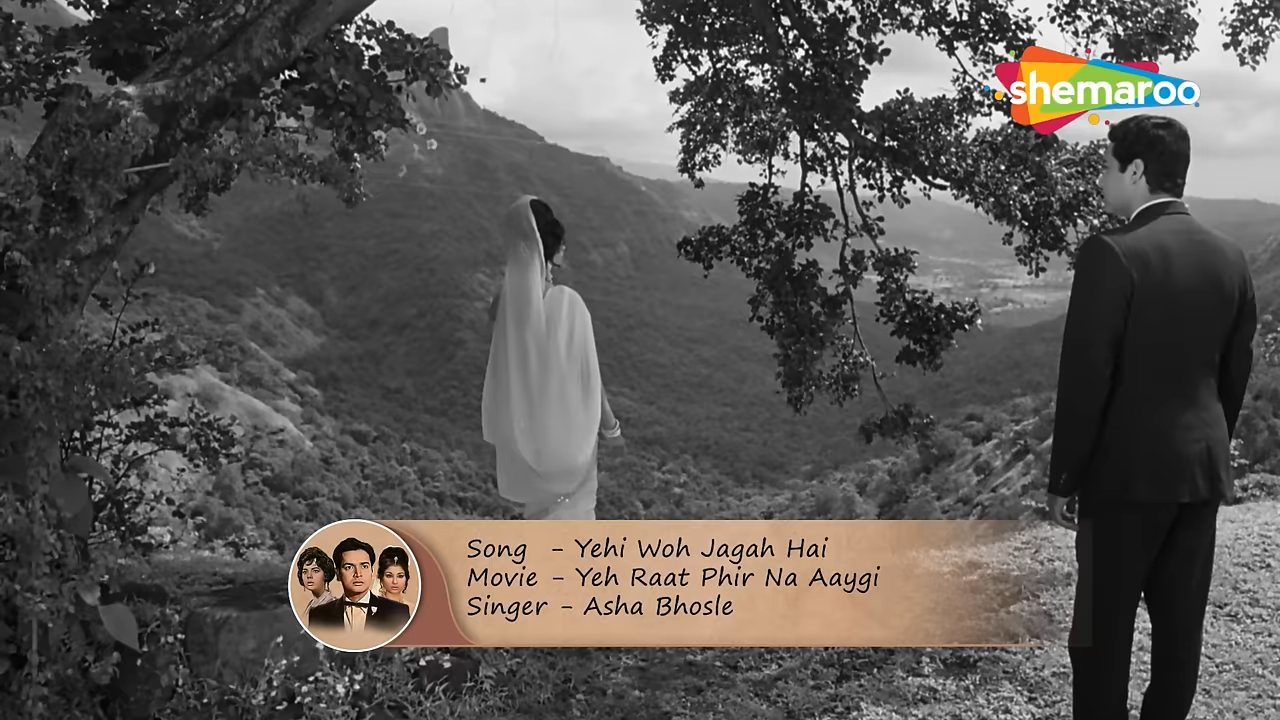 shemaroo
Song - Yehi Woh Jagah Hai
Movie - Yeh Raat Phir Na Aaygi
Singer - Asha Bhosle